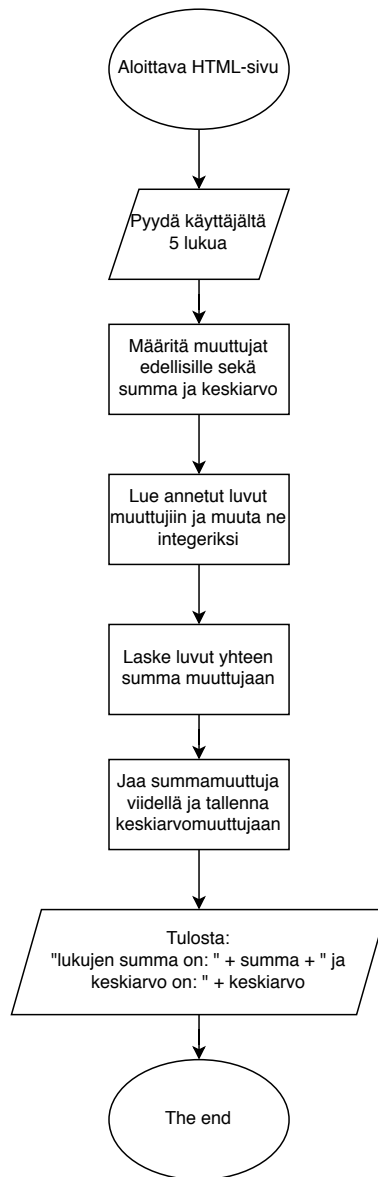 Aloittava HTML-sivu
Pyydä käyttäjältä
5 lukua
Määritä muuttujat
edellisille sekä
summa ja keskiarvo
Lue annetut luvut
muuttujiin ja muuta ne
integeriksi
Laske luvut yhteen
summa muuttujaan
Jaa summamuuttuja
viidellä ja tallenna
keskiarvomuuttujaan
Tulosta:
"lukujen summa on: " + summa + " ja
keskiarvo on: " + keskiarvo
The end